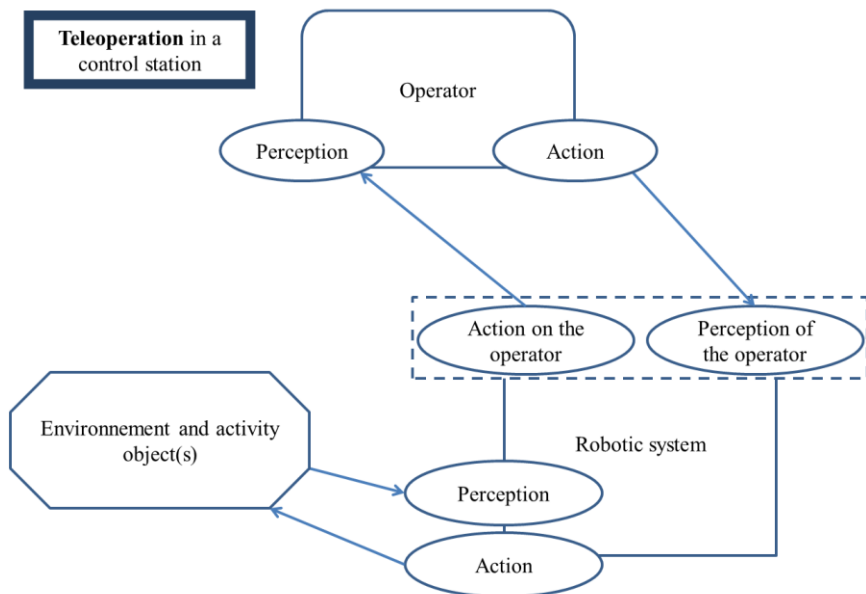 Teleoperation in a
control station
Operator
Perception
Action
Action on the
operator
Perception of
the operator
Environnement and activity
object(s)
Robotic system
Perception
Action